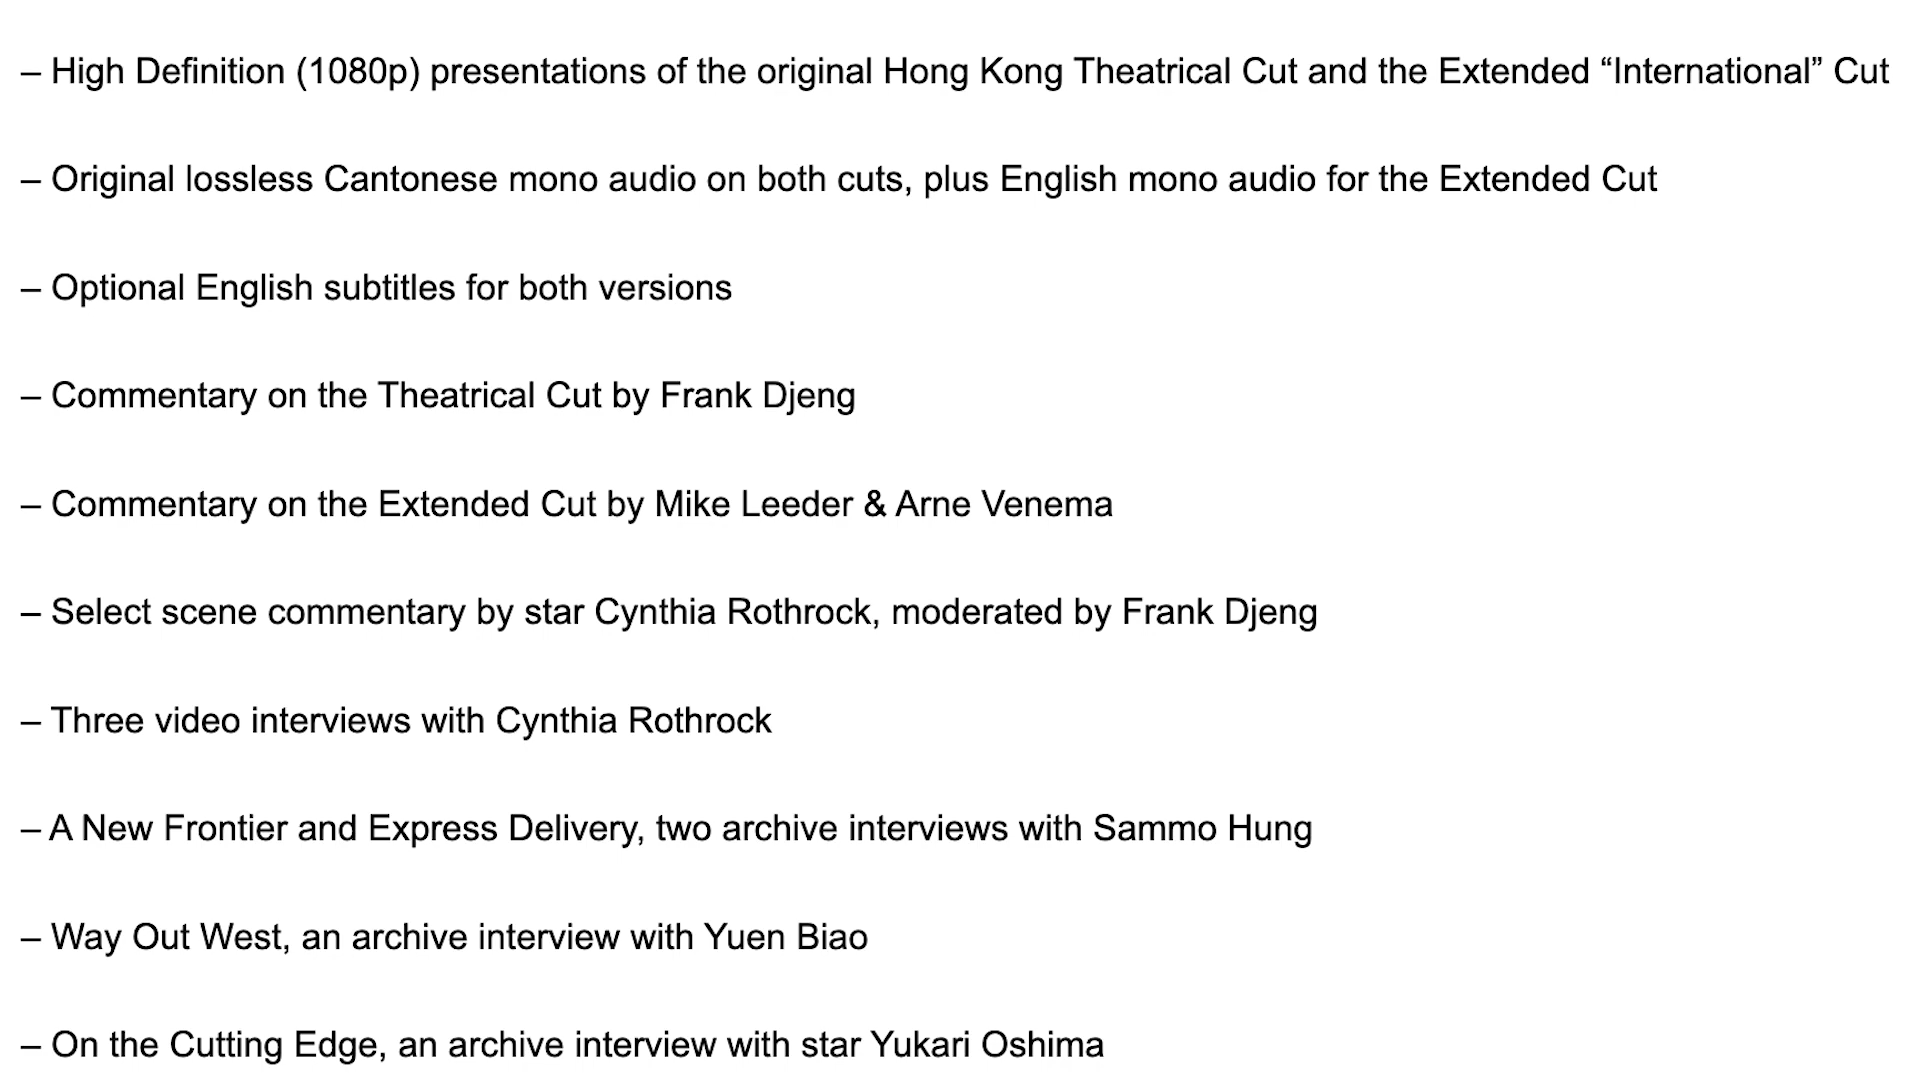 – High Definition (1080p) presentations of the original Hong Kong Theatrical Cut and the Extended “International” Cut
– Original lossless Cantonese mono audio on both cuts, plus English mono audio for the Extended Cut
– Optional English subtitles for both versions
– Commentary on the Theatrical Cut by Frank Djeng
– Commentary on the Extended Cut by Mike Leeder & Arne Venema
– Select scene commentary by star Cynthia Rothrock, moderated by Frank Djeng
– Three video interviews with Cynthia Rothrock
– A New Frontier and Express Delivery, two archive interviews with Sammo Hung
– Way Out West, an archive interview with Yuen Biao
– On the Cutting Edge, an archive interview with star Yukari Oshima